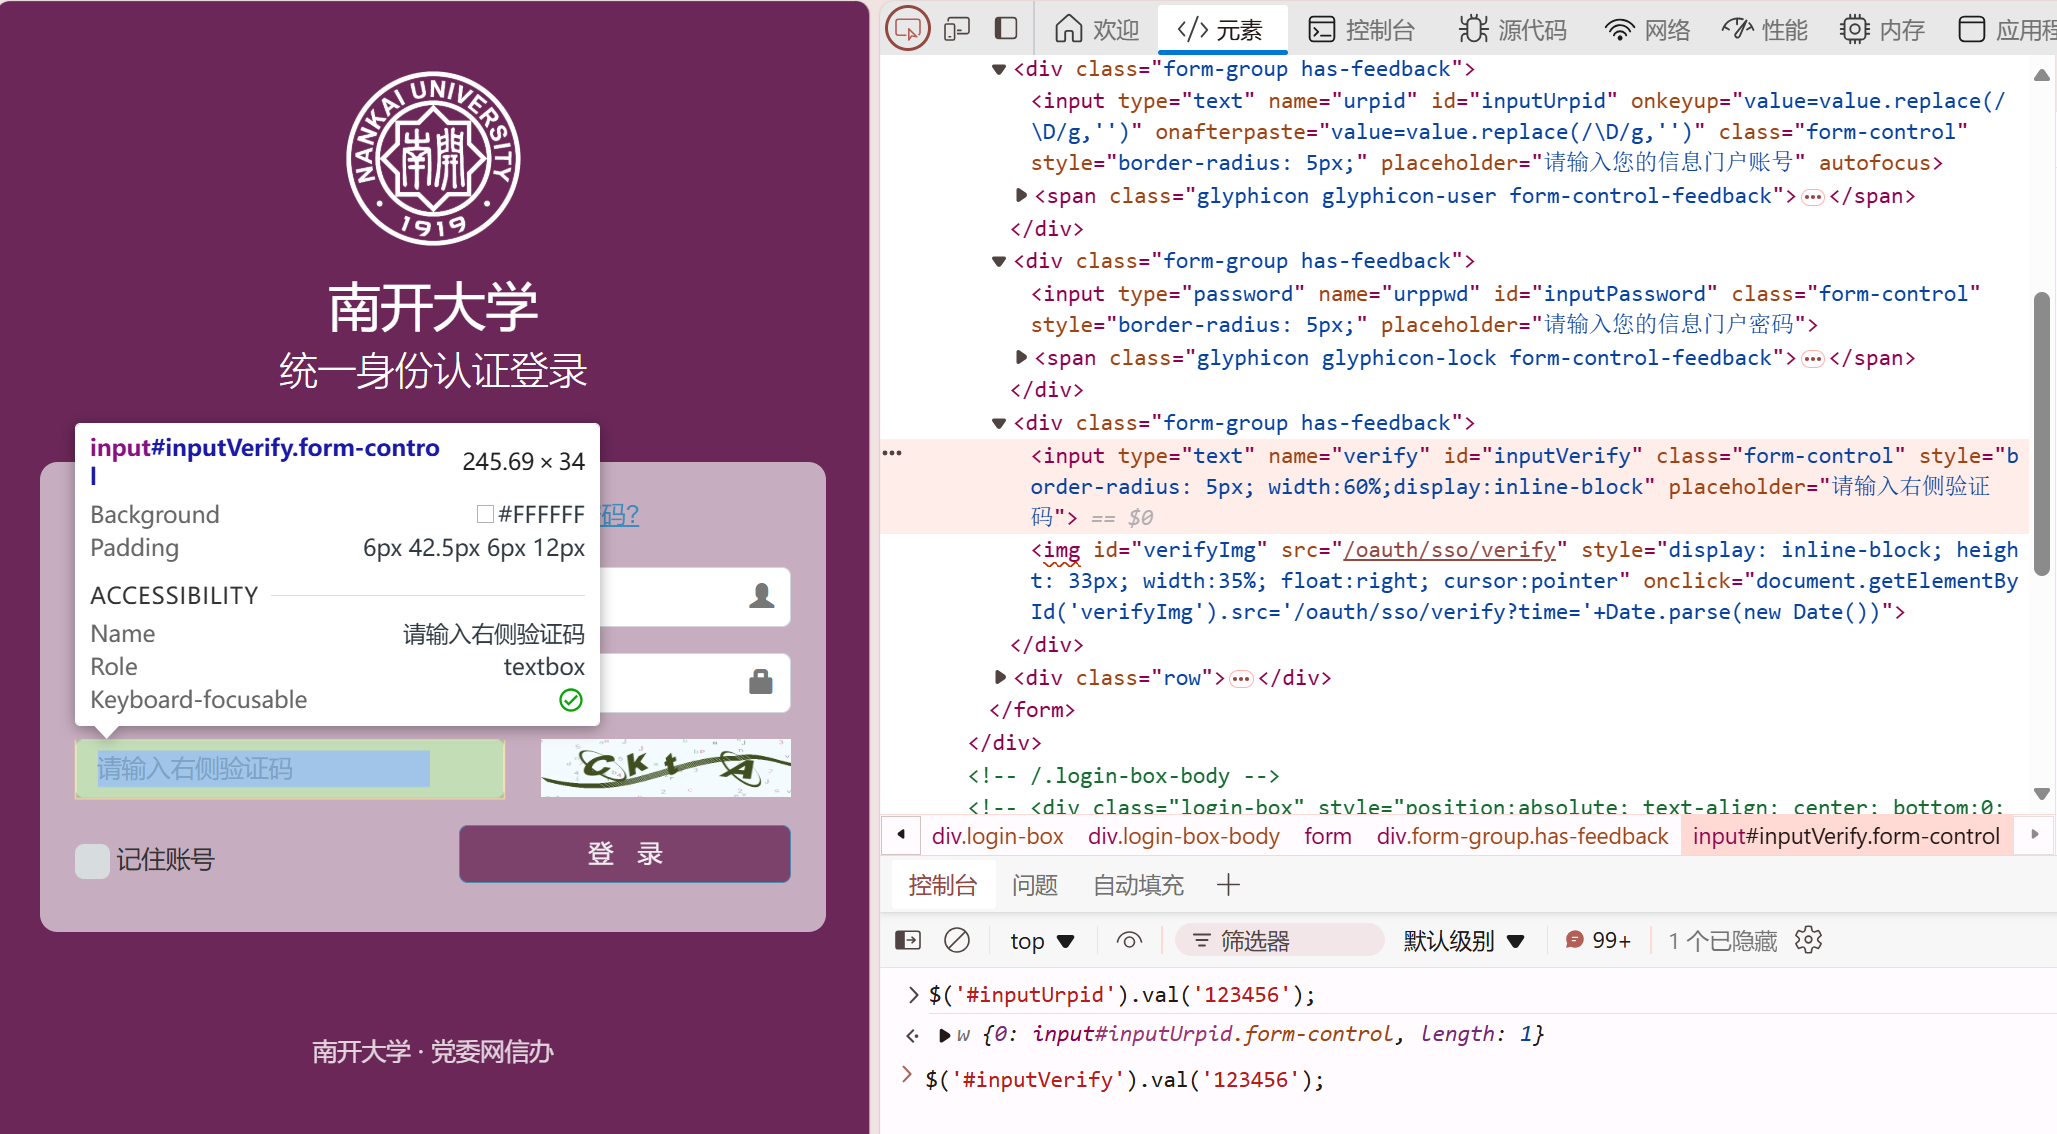 NANKAI UNIVERSITY
南開
1919
南开大学
统一身份认证登录
input#inputVerify.form-contro
l
245.69 × 34
Background
#FFFFFF
Padding
6px 42.5px 6px 12px
ACCESSIBILITY
Name
请输入右侧验证码
Role
textbox
Keyboard-focusable
码?
请输入右侧验证码
CktA
记住账号
登 录
南开大学 · 党委网信办
欢迎
</> 元素
控制台
源代码
网络
性能
内存
应用程
<div class="form-group has-feedback">
<input type="text" name="urpid" id="inputUrpid" onkeyup="value=value.replace(/
\D/g,'')" onafterpaste="value=value.replace(/\D/g,'')" class="form-control"
style="border-radius: 5px;" placeholder="请输入您的信息门户账号" autofocus>
<span class="glyphicon glyphicon-user form-control-feedback">…</span>
</div>
<div class="form-group has-feedback">
<input type="password" name="urppwd" id="inputPassword" class="form-control"
style="border-radius: 5px;" placeholder="请输入您的信息门户密码">
<span class="glyphicon glyphicon-lock form-control-feedback">…</span>
</div>
<div class="form-group has-feedback">
<input type="text" name="verify" id="inputVerify" class="form-control" style="b
order-radius: 5px; width:60%;display:inline-block" placeholder="请输入右侧验证
码"> == $0
<img id="verifyImg" src="/oauth/sso/verify" style="display: inline-block; heigh
t: 33px; width:35%; float:right; cursor:pointer" onclick="document.getElementBy
Id('verifyImg').src='/oauth/sso/verify?time='+Date.parse(new Date())">
</div>
<div class="row">…</div>
</form>
</div>
<!-- /.login-box-body -->
<!-- <div class="login-box" style="position:absolute; text-align: center; bottom:0;
div.login-box
div.login-box-body
form
div.form-group.has-feedback
input#inputVerify.form-control
控制台
问题
自动填充
top
筛选器
默认级别
99+
1 个已隐藏
$('#inputUrpid').val('123456');
w {0: input#inputUrpid.form-control, length: 1}
$('#inputVerify').val('123456');